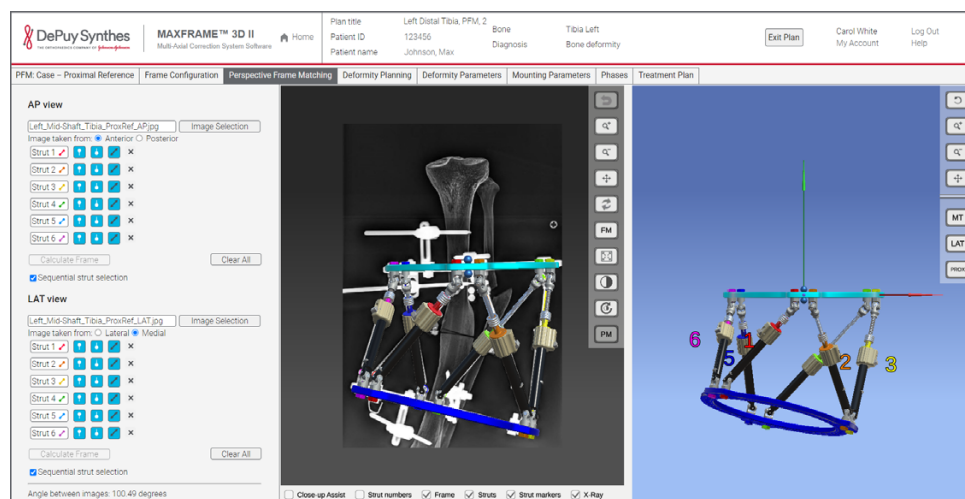 DePuy Synthes
THE ORTHOPAEDICS COMPANY OF Johnson & Johnson
MAXFRAME™ 3D II
Multi-Axial Correction System Software
Home
Plan title Left Distal Tibia, PFM, 2
Patient ID 123456
Patient name Johnson, Max
Bone Tibia Left
Diagnosis Bone deformity
Exit Plan
Carol White
My Account
Log Out
Help
PFM: Case – Proximal Reference Frame Configuration Perspective Frame Matching Deformity Planning Deformity Parameters Mounting Parameters Phases Treatment Plan
AP view
Left_Mid-Shaft_Tibia_ProxRef_AP.jpg Image Selection
Image taken from: Anterior Posterior
Strut 1
Strut 2
Strut 3
Strut 4
Strut 5
Strut 6
Calculate Frame Clear All
Sequential strut selection
LAT view
Left_Mid-Shaft_Tibia_ProxRef_LAT.jpg Image Selection
Image taken from: Lateral Medial
Strut 1
Strut 2
Strut 3
Strut 4
Strut 5
Strut 6
Calculate Frame Clear All
Sequential strut selection
Angle between images: 100.49 degrees
FM
PM
Close-up Assist Strut numbers Frame Struts Strut markers X-Ray
6
5
1
2
3
MT
LAT
PROX